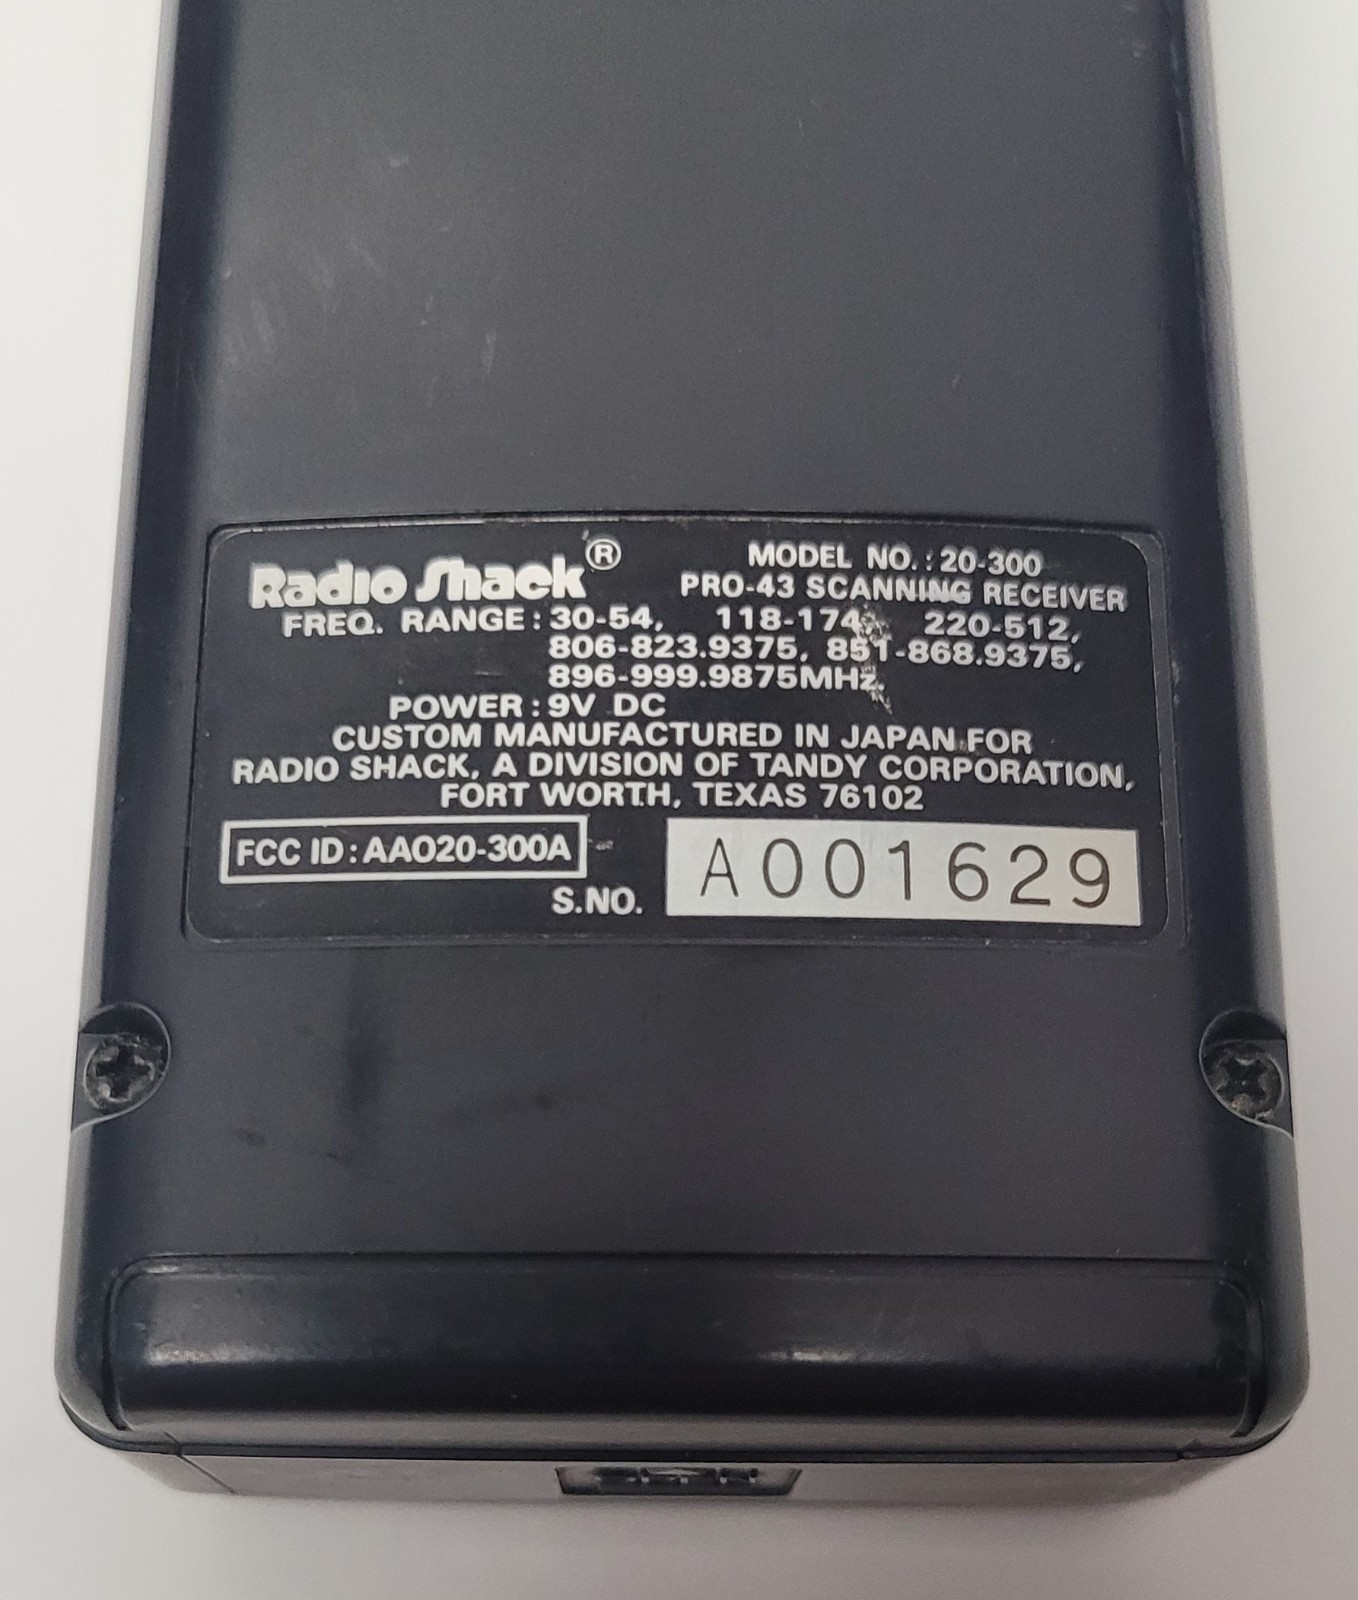 Radio Shack®
MODEL NO.: 20-300
PRO-43 SCANNING RECEIVER
FREQ. RANGE: 30-54, 118-174, 220-512,
806-823.9375, 851-868.9375,
896-999.9875MHz.
POWER: 9V DC
CUSTOM MANUFACTURED IN JAPAN FOR
RADIO SHACK, A DIVISION OF TANDY CORPORATION,
FORT WORTH, TEXAS 76102
FCC ID: AAO20-300A
S.NO. A001629